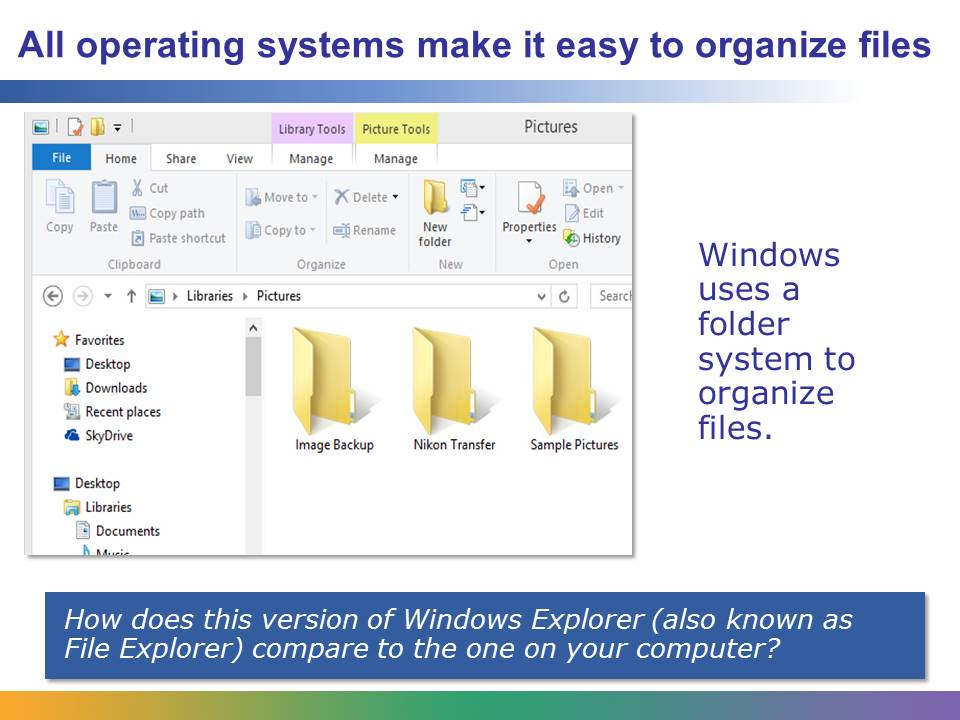 All operating systems make it easy to organize files
Library Tools
Picture Tools
Pictures
File
Home
Share
View
Manage
Manage
Copy
Paste
Cut
Copy path
Paste shortcut
Clipboard
Move to
Copy to
Delete
Rename
Organize
New
folder
New
Properties
Open
Edit
History
Open
Libraries
Pictures
Favorites
Desktop
Downloads
Recent places
SkyDrive
Desktop
Libraries
Documents
Music
Image Backup
Nikon Transfer
Sample Pictures
Windows
uses a
folder
system to
organize
files.
How does this version of Windows Explorer (also known as
File Explorer) compare to the one on your computer?